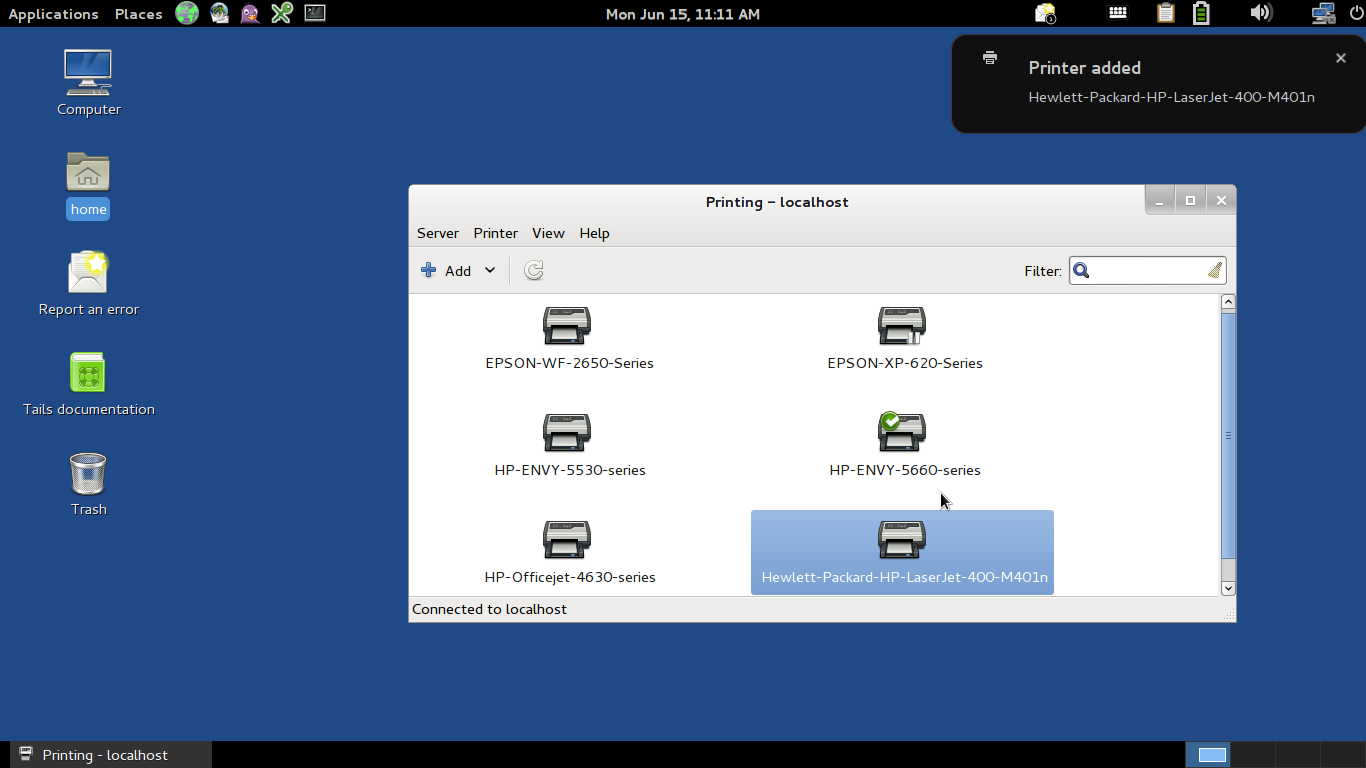 Applications Places Mon Jun 15, 11:11 AM 1
Computer
home
Report an error
Tails documentation
Trash
Printer added
Hewlett-Packard-HP-LaserJet-400-M401n
Printing – localhost
Server Printer View Help
Add Filter:
EPSON-WF-2650-Series EPSON-XP-620-Series
HP-ENVY-5530-series HP-ENVY-5660-series
HP-Officejet-4630-series Hewlett-Packard-HP-LaserJet-400-M401n
Connected to localhost
Printing - localhost